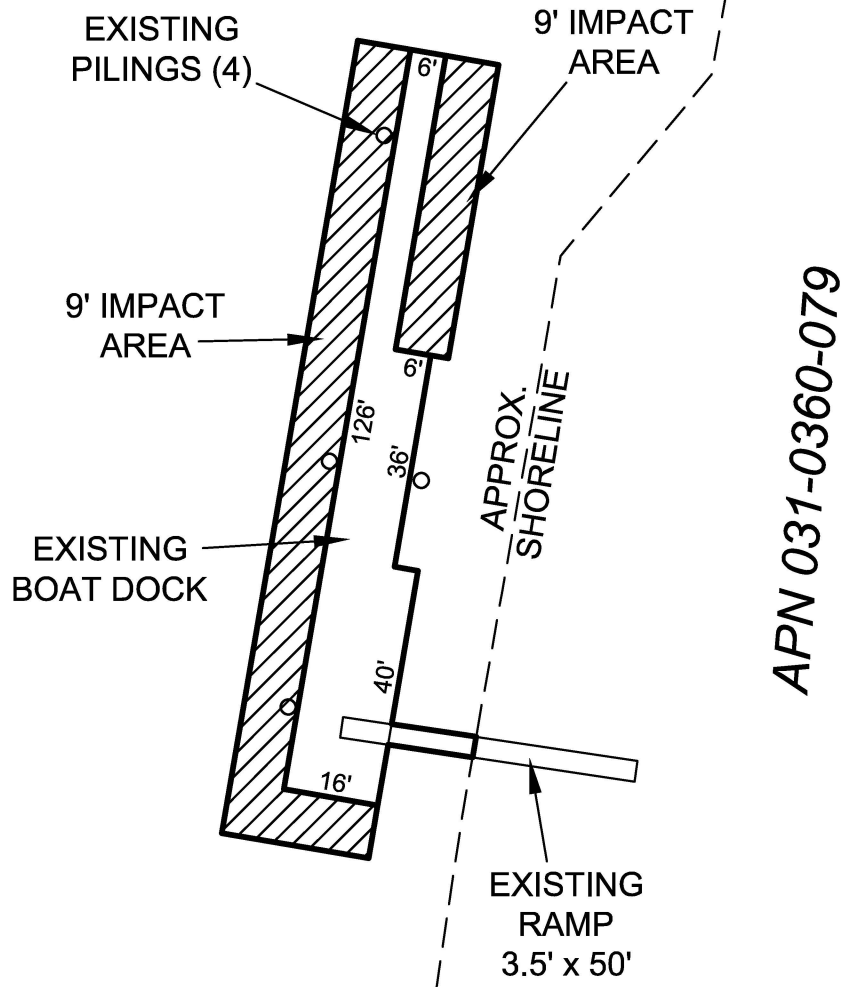 EXISTING
PILINGS (4)
9' IMPACT
AREA
6'
9' IMPACT
AREA
6'
126'
36'
APPROX.
SHORELINE
APN 031-0360-079
EXISTING
BOAT DOCK
40'
16'
EXISTING
RAMP
3.5' x 50'